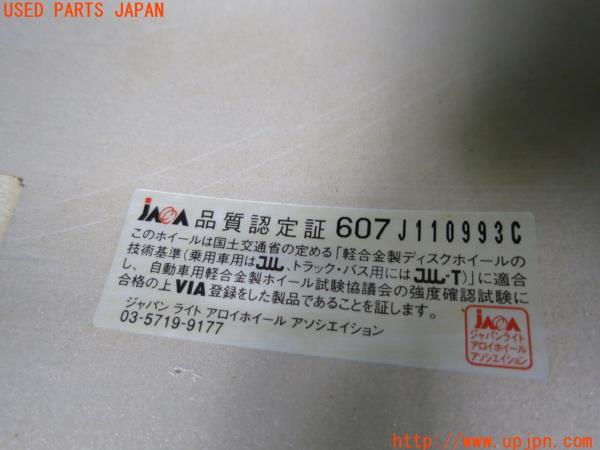 USED PARTS JAPAN
JAWA 品質認定証 607J110993C
このホイールは国土交通省の定める「軽合金製ディスクホイールの
技術基準(乗用車用はJWL、トラック・バス用にはJWL-T)」に適合
し、自動車用軽合金製ホイール試験協議会の強度確認試験に
合格の上VIA登録をした製品であることを証します。
ジャパン ライト アロイホイール アソシエイション
03-5719-9177
JAWA
ジャパンライト
アロイホイール
アソシエイション
http://www.upjpn.com